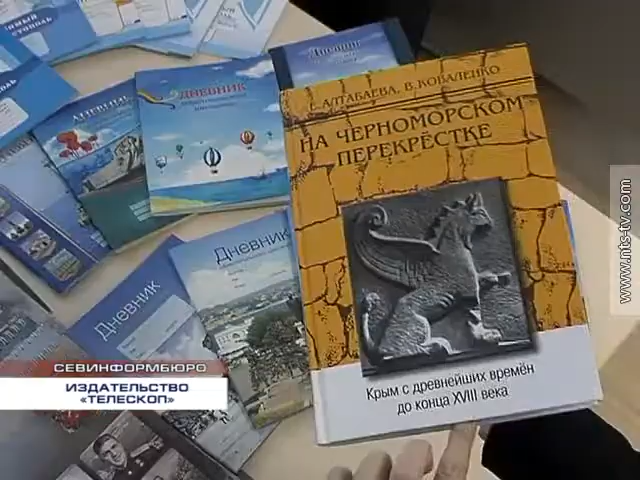 Дневник
ДНЕВНИК
Дневник
Дневник
Е. АЛТАБАЕВА, В. КОВАЛЕНКО
НА ЧЕРНОМОРСКОМ
ПЕРЕКРЁСТКЕ
Крым с древнейших времён
до конца XVIII века
СЕВИНФОРМБЮРО
ИЗДАТЕЛЬСТВО
«ТЕЛЕСКОП»
www.nts-tv.com